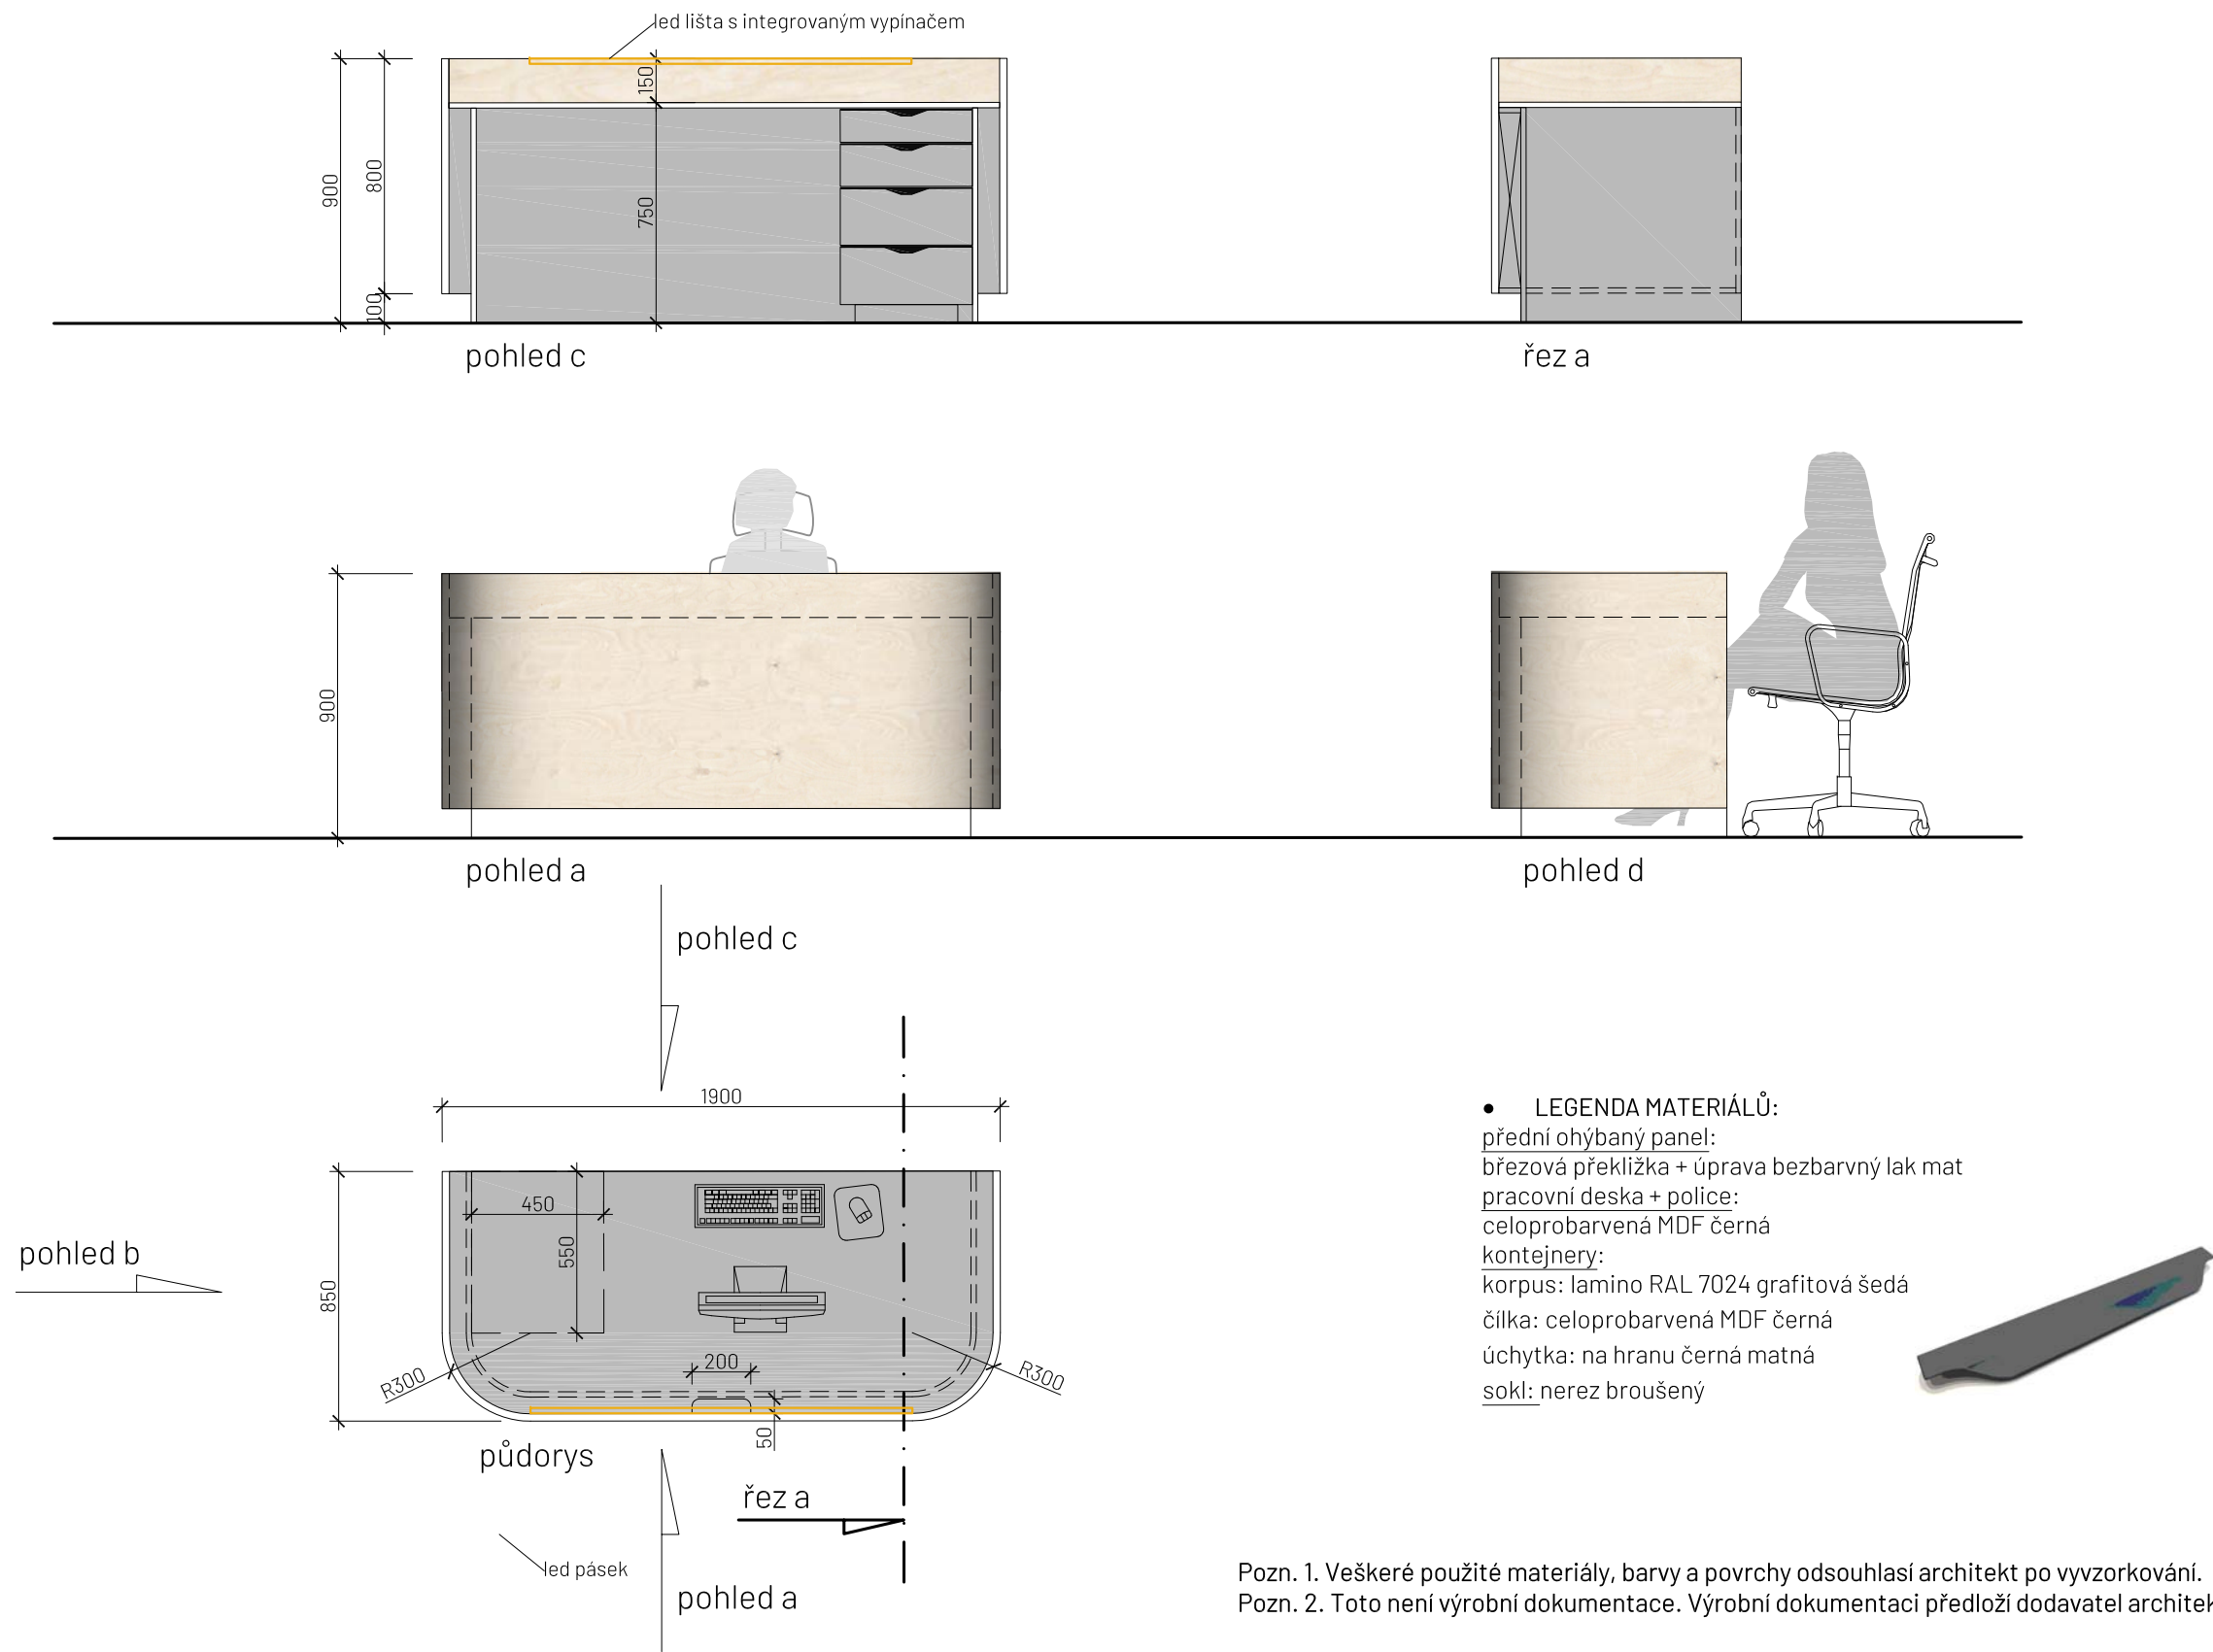 led lišta s integrovaným vypínačem
150
900
800
750
100
pohled c
řez a
900
pohled a
pohled d
pohled c
1900
450
550
850
pohled b
R300
200
R300
50
půdorys
řez a
led pásek
pohled a
• LEGENDA MATERIÁLŮ:
přední ohýbaný panel:
březová překližka + úprava bezbarvný lak mat
pracovní deska + police:
celoprobarvená MDF černá
kontejnery:
korpus: lamino RAL 7024 grafitová šedá
čílka: celoprobarvená MDF černá
úchytka: na hranu černá matná
sokl: nerez broušený
Pozn. 1. Veškeré použité materiály, barvy a povrchy odsouhlasí architekt po vyvzorkování.
Pozn. 2. Toto není výrobní dokumentace. Výrobní dokumentaci předloží dodavatel architek